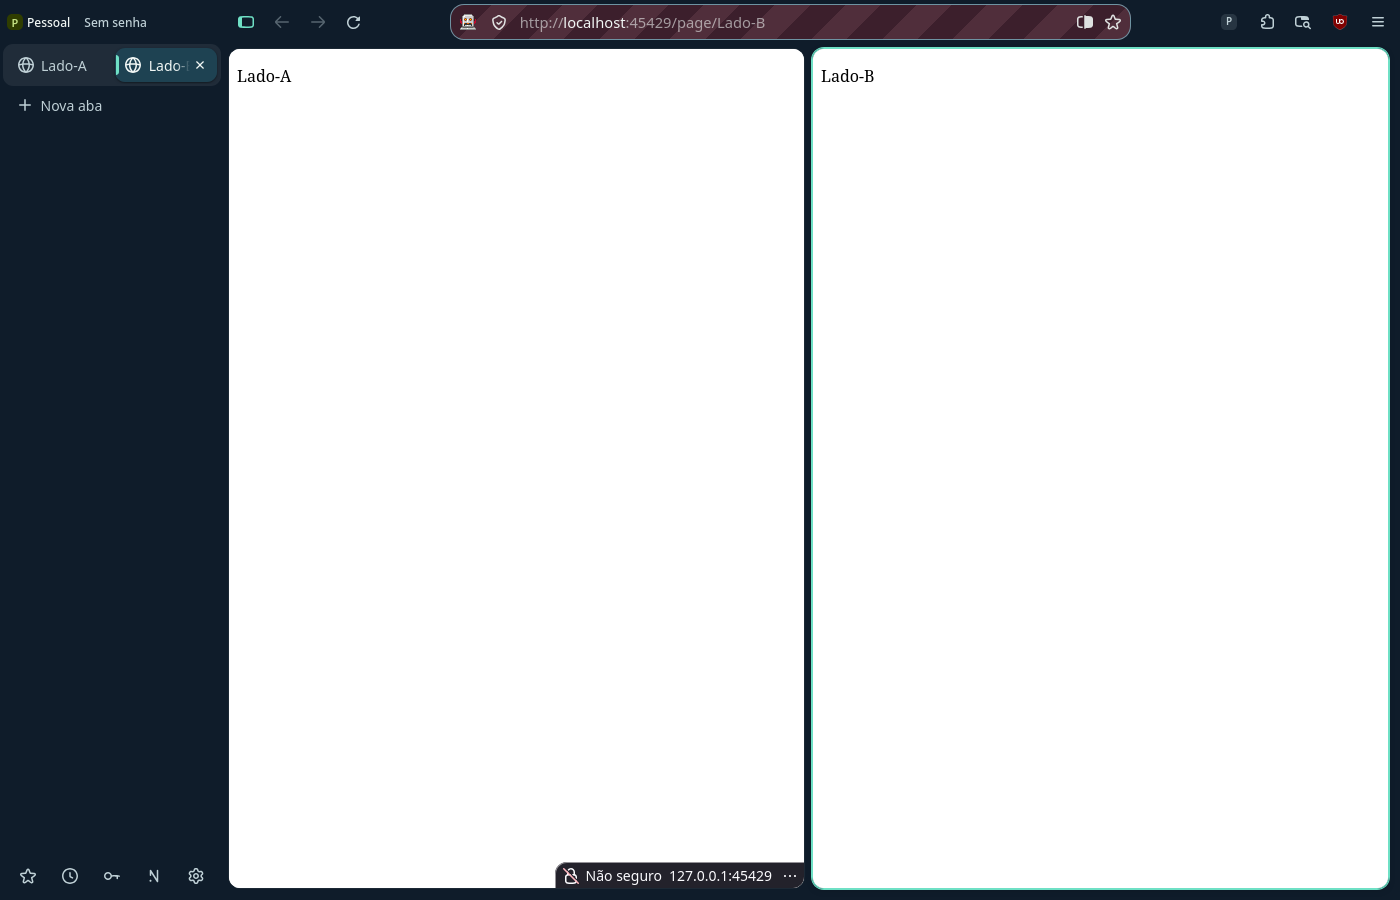 P Pessoal Sem senha
http://localhost:45429/page/Lado-B
P
UD
Lado-A
Lado-
Nova aba
Lado-A
Lado-B
Não seguro 127.0.0.1:45429 ···
N